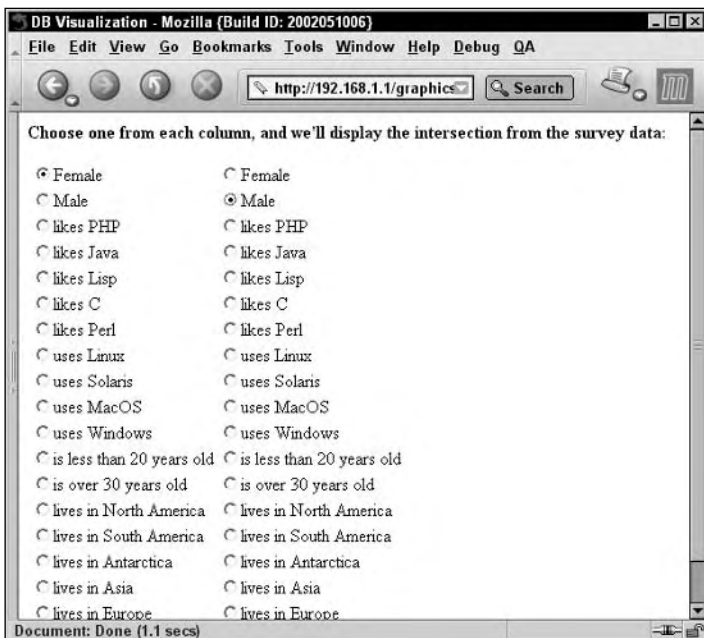 DB Visualization - Mozilla {Build ID: 2002051006}
File Edit View Go Bookmarks Tools Window Help Debug QA
http://192.168.1.1/graphics Search
Choose one from each column, and we'll display the intersection from the survey data:
Female Female
Male Male
likes PHP likes PHP
likes Java likes Java
likes Lisp likes Lisp
likes C likes C
likes Perl likes Perl
uses Linux uses Linux
uses Solaris uses Solaris
uses MacOS uses MacOS
uses Windows uses Windows
is less than 20 years old is less than 20 years old
is over 30 years old is over 30 years old
lives in North America lives in North America
lives in South America lives in South America
lives in Antarctica lives in Antarctica
lives in Asia lives in Asia
lives in Europe lives in Europe
Document: Done (1.1 secs)